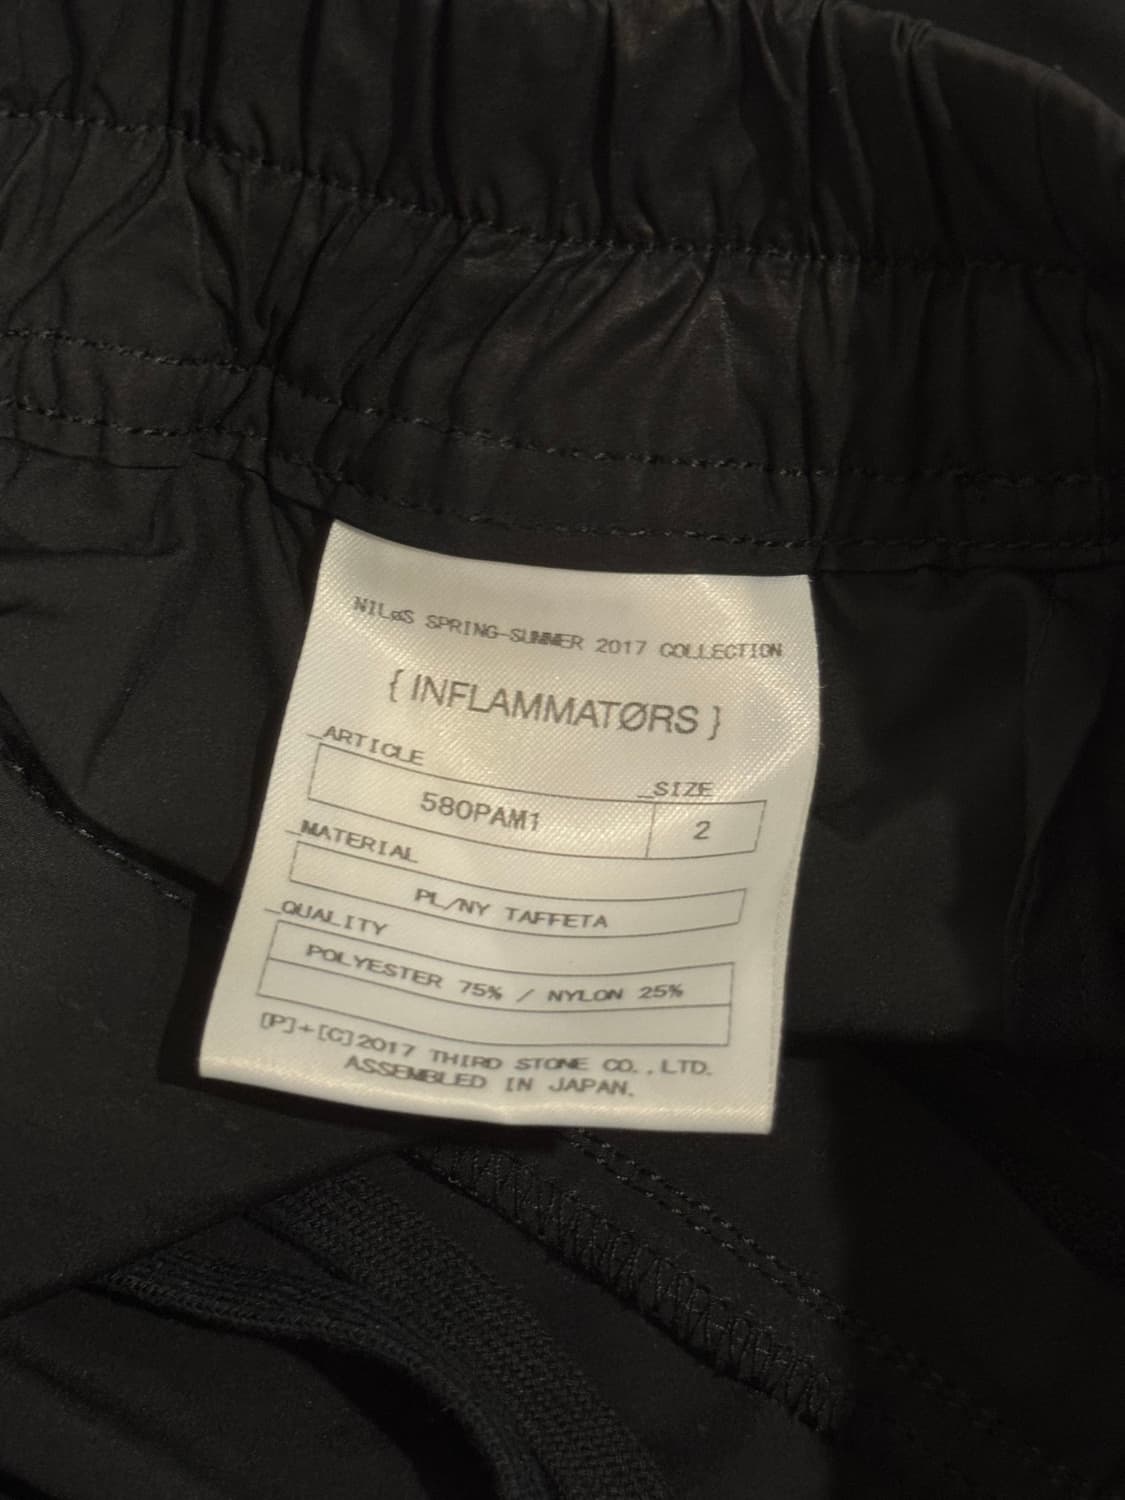 NILøS SPRING-SUMMER 2017 COLLECTION
{ INFLAMMATØRS }
_ARTICLE
_SIZE
580PAM1
2
_MATERIAL
PL/NY TAFFETA
_QUALITY
POLYESTER 75% / NYLON 25%
[P]+[C]2017 THIRD STONE CO.,LTD.
ASSEMBLED IN JAPAN.